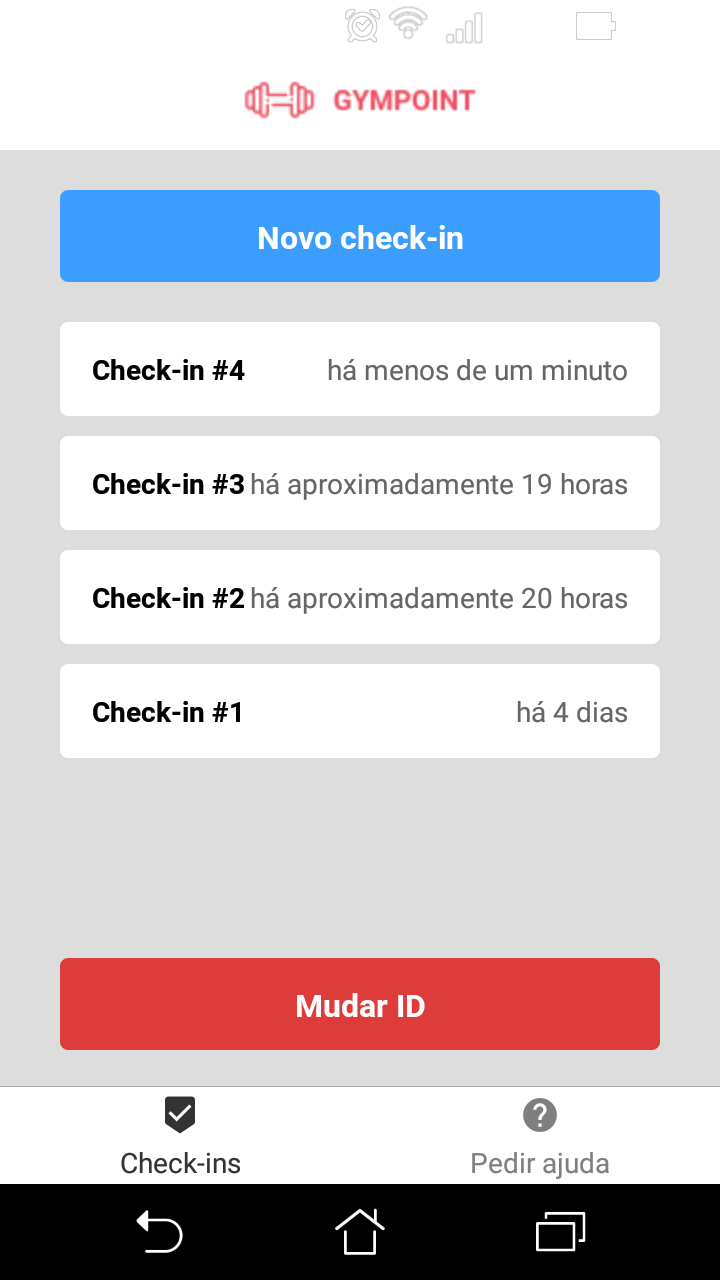 GYMPOINT
Novo check-in
Check-in #4 há menos de um minuto
Check-in #3 há aproximadamente 19 horas
Check-in #2 há aproximadamente 20 horas
Check-in #1 há 4 dias
Mudar ID
Check-ins Pedir ajuda